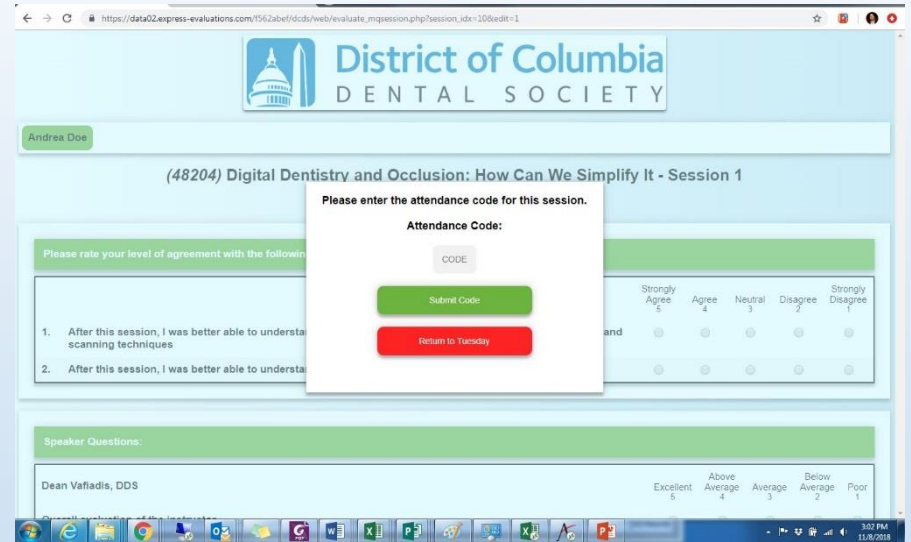 https://data02.express-evaluations.com/f562abef/dcds/web/evaluate_mqsession.php?session_idx=10&edit=1
District of Columbia
DENTAL SOCIETY
Andrea Doe
(48204) Digital Dentistry and Occlusion: How Can We Simplify It - Session 1
Please enter the attendance code for this session.
Attendance Code:
CODE
Submit Code
Return to Tuesday
Please rate your level of agreement with the followin
Strongly Agree 5
Agree 4
Neutral 3
Disagree 2
Strongly Disagree 1
1. After this session, I was better able to understa and
scanning techniques
2. After this session, I was better able to understa
Speaker Questions:
Dean Vafiadis, DDS
Excellent 5
Above Average 4
Average 3
Below Average 2
Poor 1
Overall evaluation of the instructor
3:02 PM
11/8/2018